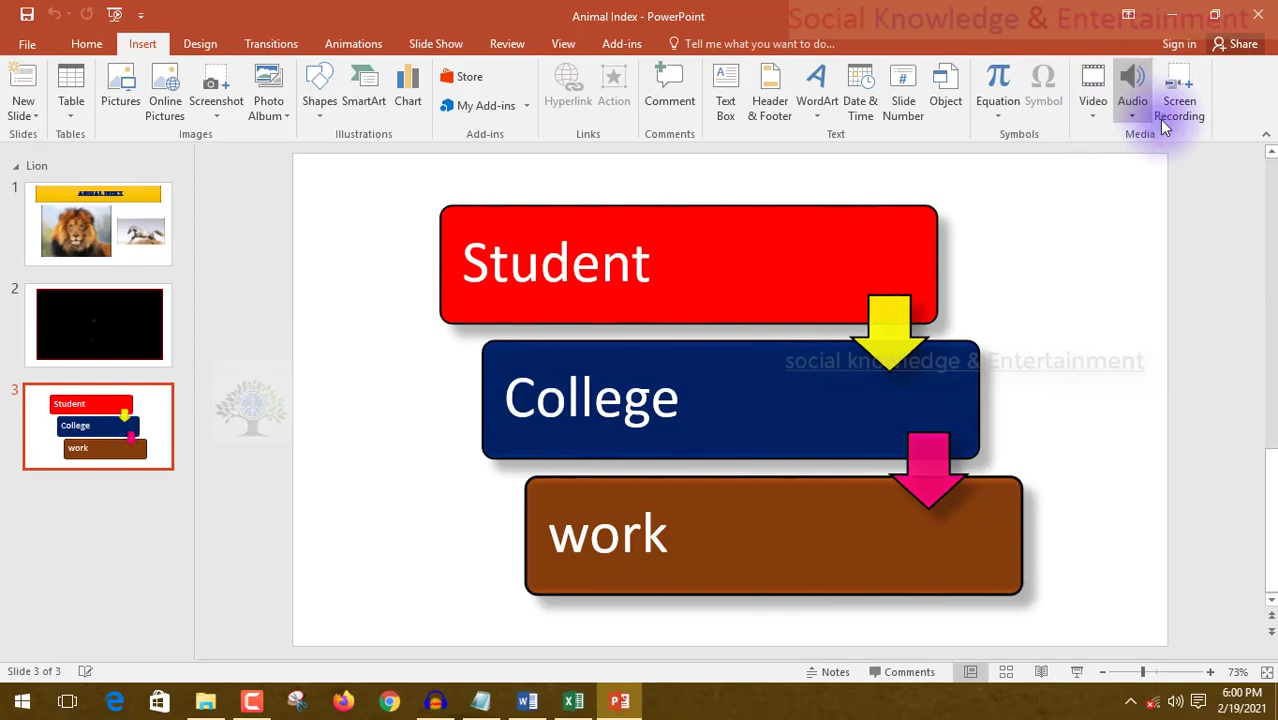 Animal Index - PowerPoint
Social Knowledge & Entertainment
File Home Insert Design Transitions Animations Slide Show Review View Add-ins Tell me what you want to do... Sign in Share
New Slide
Table
Pictures
Online Pictures
Screenshot
Photo Album
Shapes
SmartArt
Chart
Store
My Add-ins
Hyperlink
Action
Comment
Text Box
Header & Footer
WordArt
Date & Time
Slide Number
Object
Equation
Symbol
Video
Audio
Screen Recording
Slides Tables Images Illustrations Add-ins Links Comments Text Symbols Media
Lion
1
ANIMAL INDEX
2
3
Student
College
work
Student
College
social knowledge & Entertainment
work
Slide 3 of 3 Notes Comments 73%
6:00 PM
2/19/2021